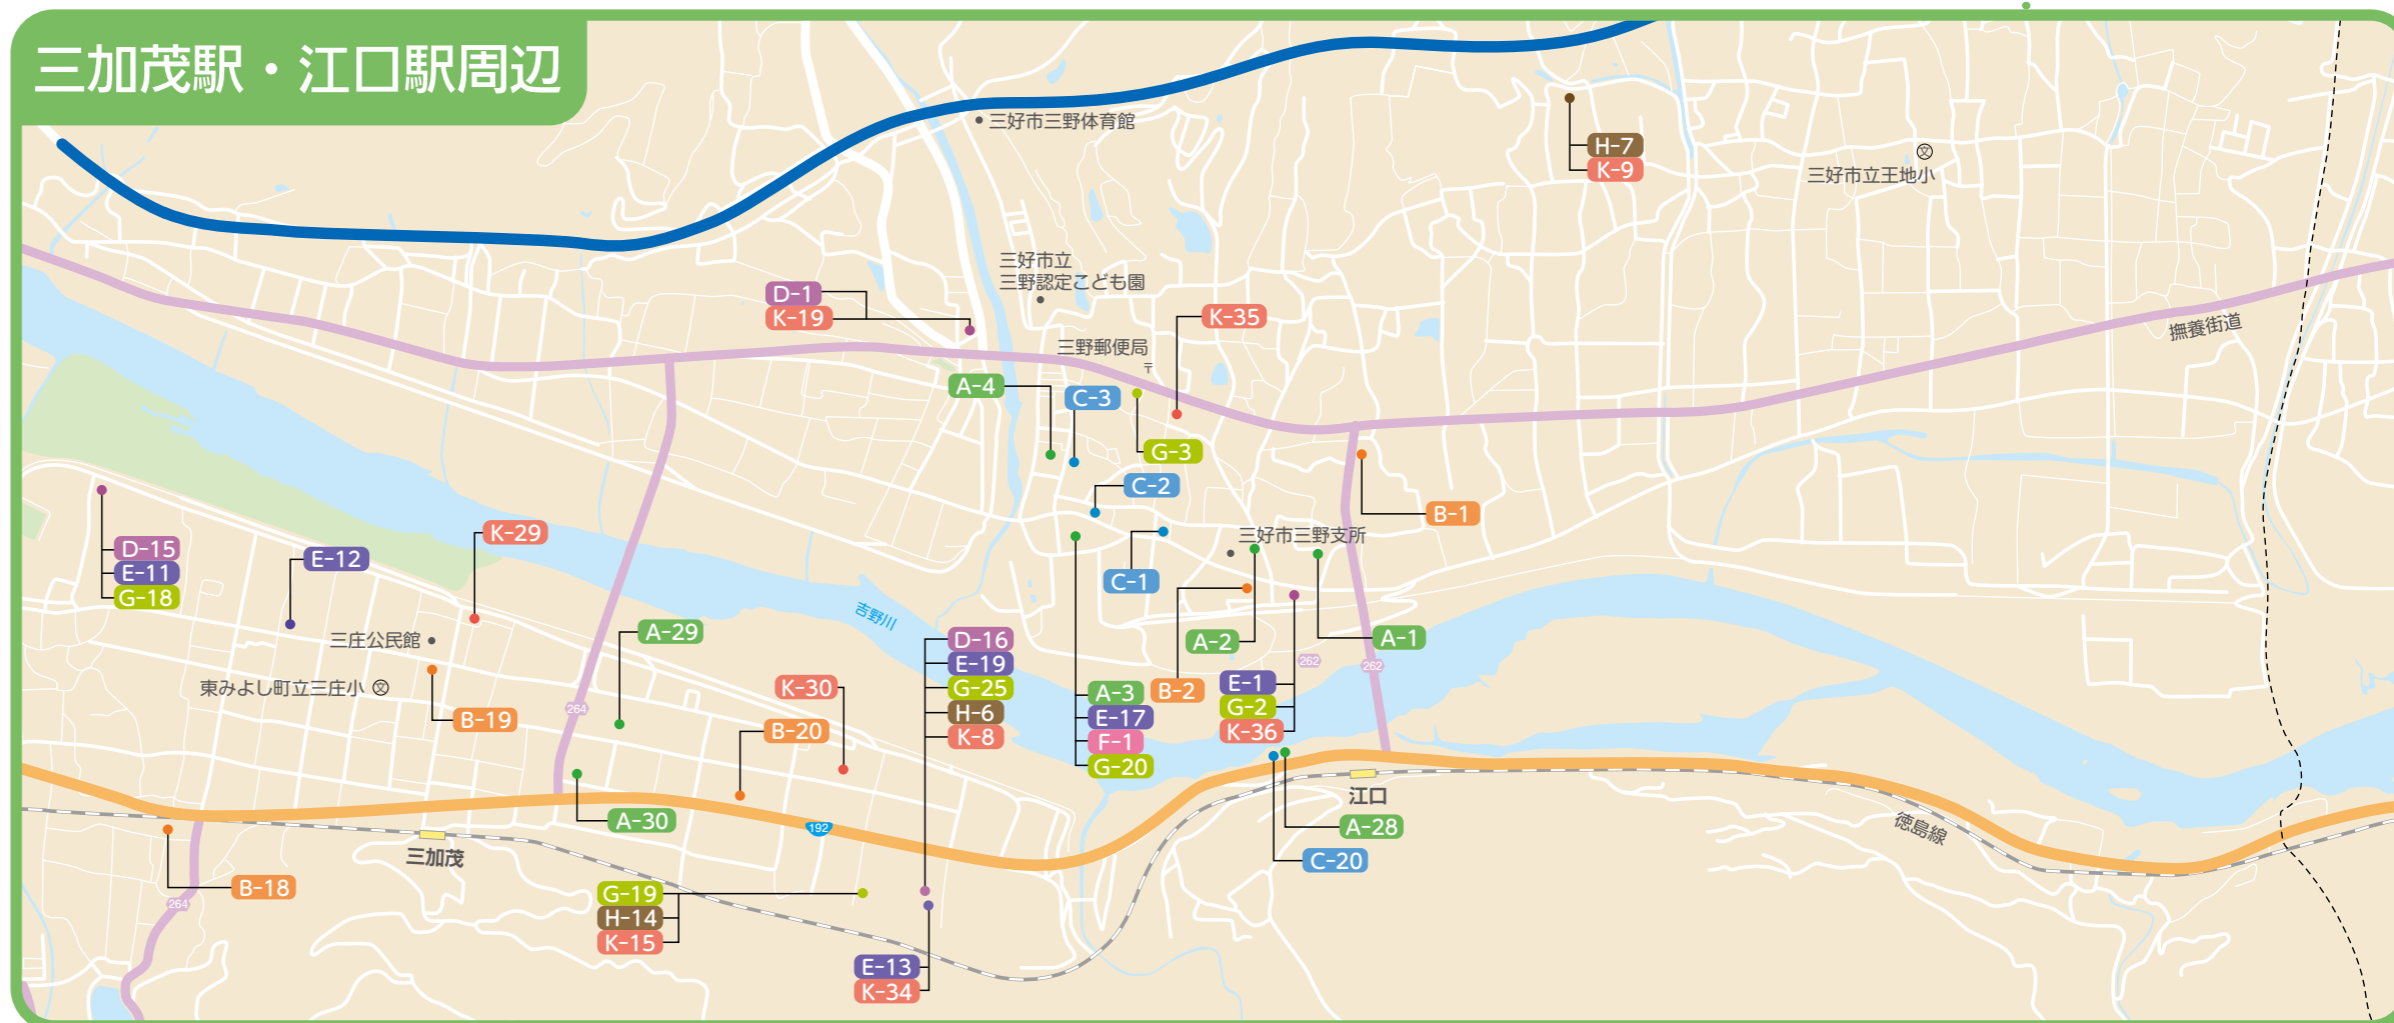 三加茂駅・江口駅周辺
三好市三野体育館
H-7
K-9
三好市立王地小
文
三好市立
三野認定こども園
D-1
K-19
K-35
撫養街道
三野郵便局
〒
A-4
C-3
G-3
C-2
B-1
K-29
三好市三野支所
D-15
E-11
G-18
E-12
C-1
吉野川
A-29
三庄公民館
D-16
E-19
G-25
H-6
K-8
A-2
A-1
262
262
東みよし町立三庄小
文
K-30
A-3
E-17
F-1
G-20
B-2
E-1
G-2
K-36
264
B-19
B-20
江口
A-30
192
A-28
徳島線
三加茂
C-20
B-18
264
G-19
H-14
K-15
E-13
K-34